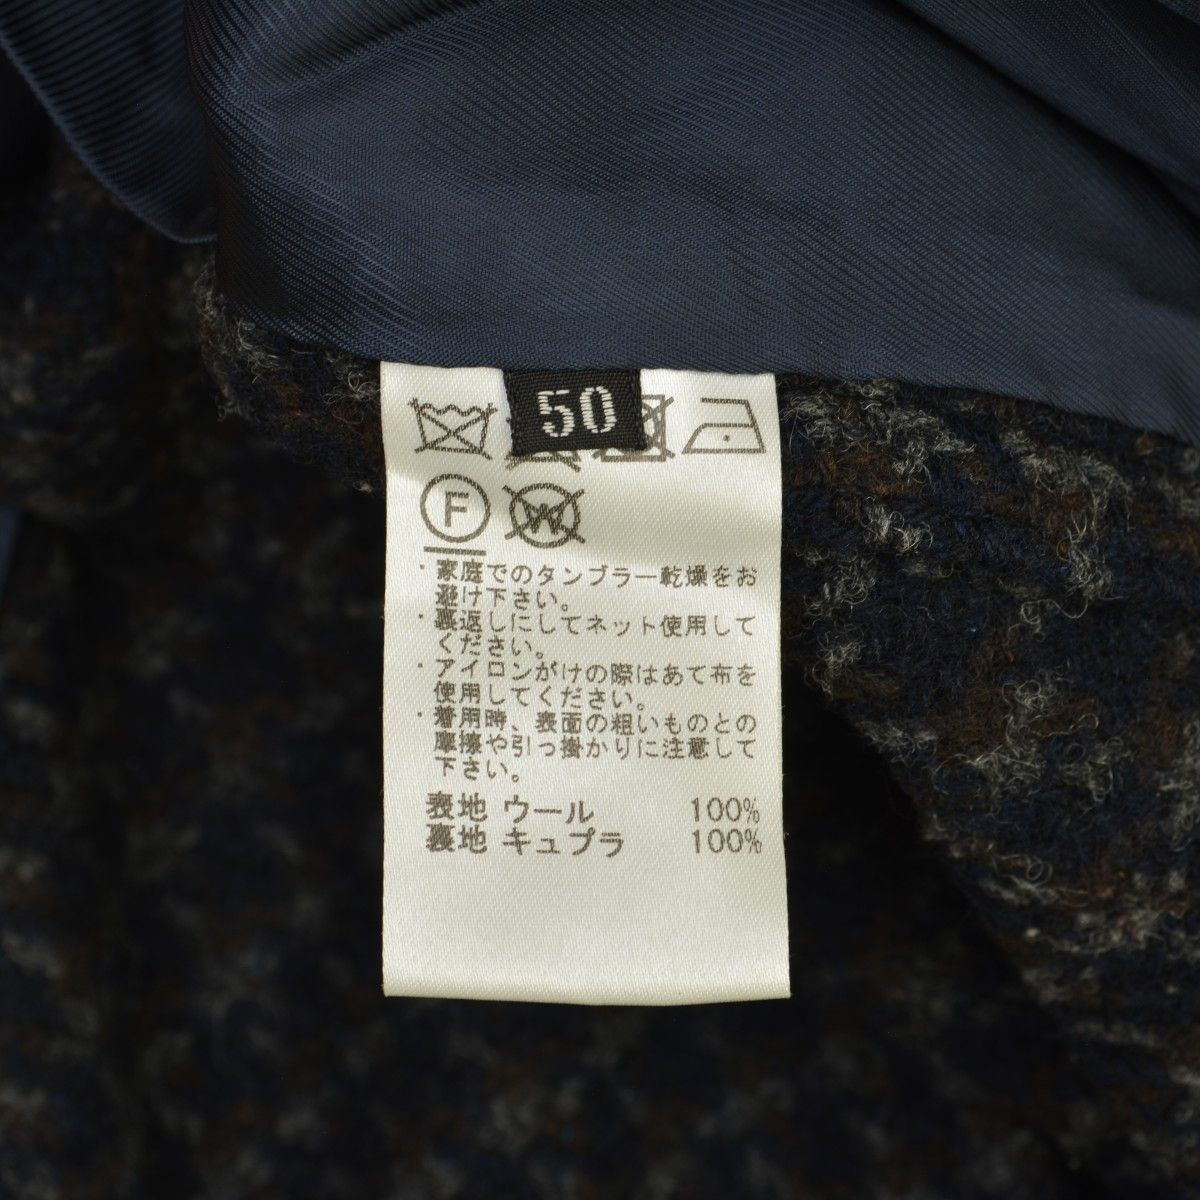 50
F
W
・家庭でのタンブラー乾燥をお
避け下さい。
・裏返しにしてネット使用して
ください。
・アイロンがけの際はあて布を
使用してください。
・着用時、表面の粗いものとの
摩擦や引っ掛かりに注意して
下さい。
表地 ウール 100%
裏地 キュプラ 100%